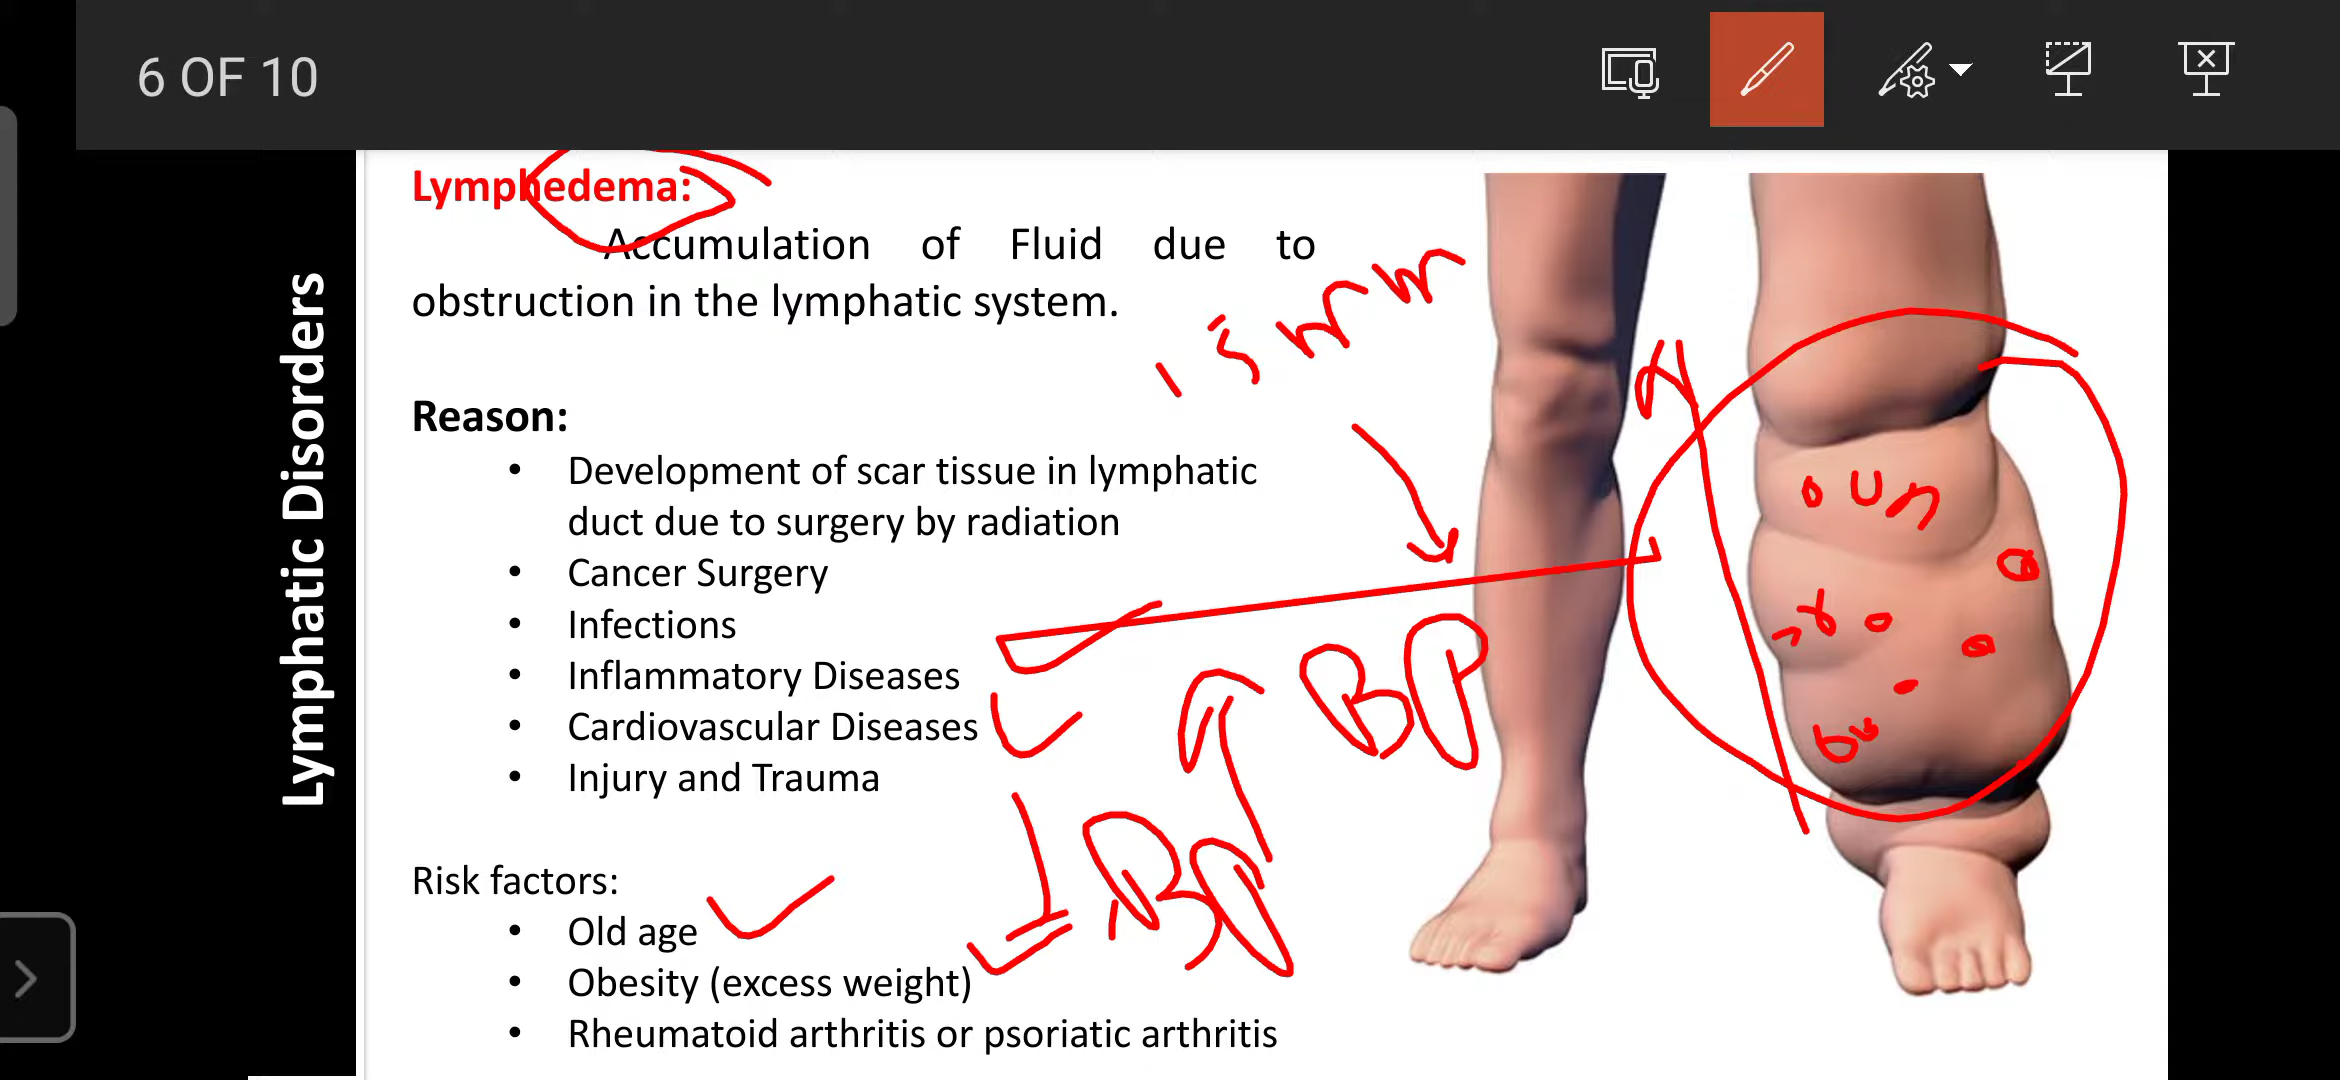 6 OF 10
Lymphatic Disorders
Lymphedema:
Accumulation of Fluid due to
obstruction in the lymphatic system.
15 mm
Reason:
• Development of scar tissue in lymphatic
duct due to surgery by radiation
• Cancer Surgery
• Infections
• Inflammatory Diseases
• Cardiovascular Diseases
BP
• Injury and Trauma
BP
Risk factors:
• Old age
• Obesity (excess weight)
• Rheumatoid arthritis or psoriatic arthritis